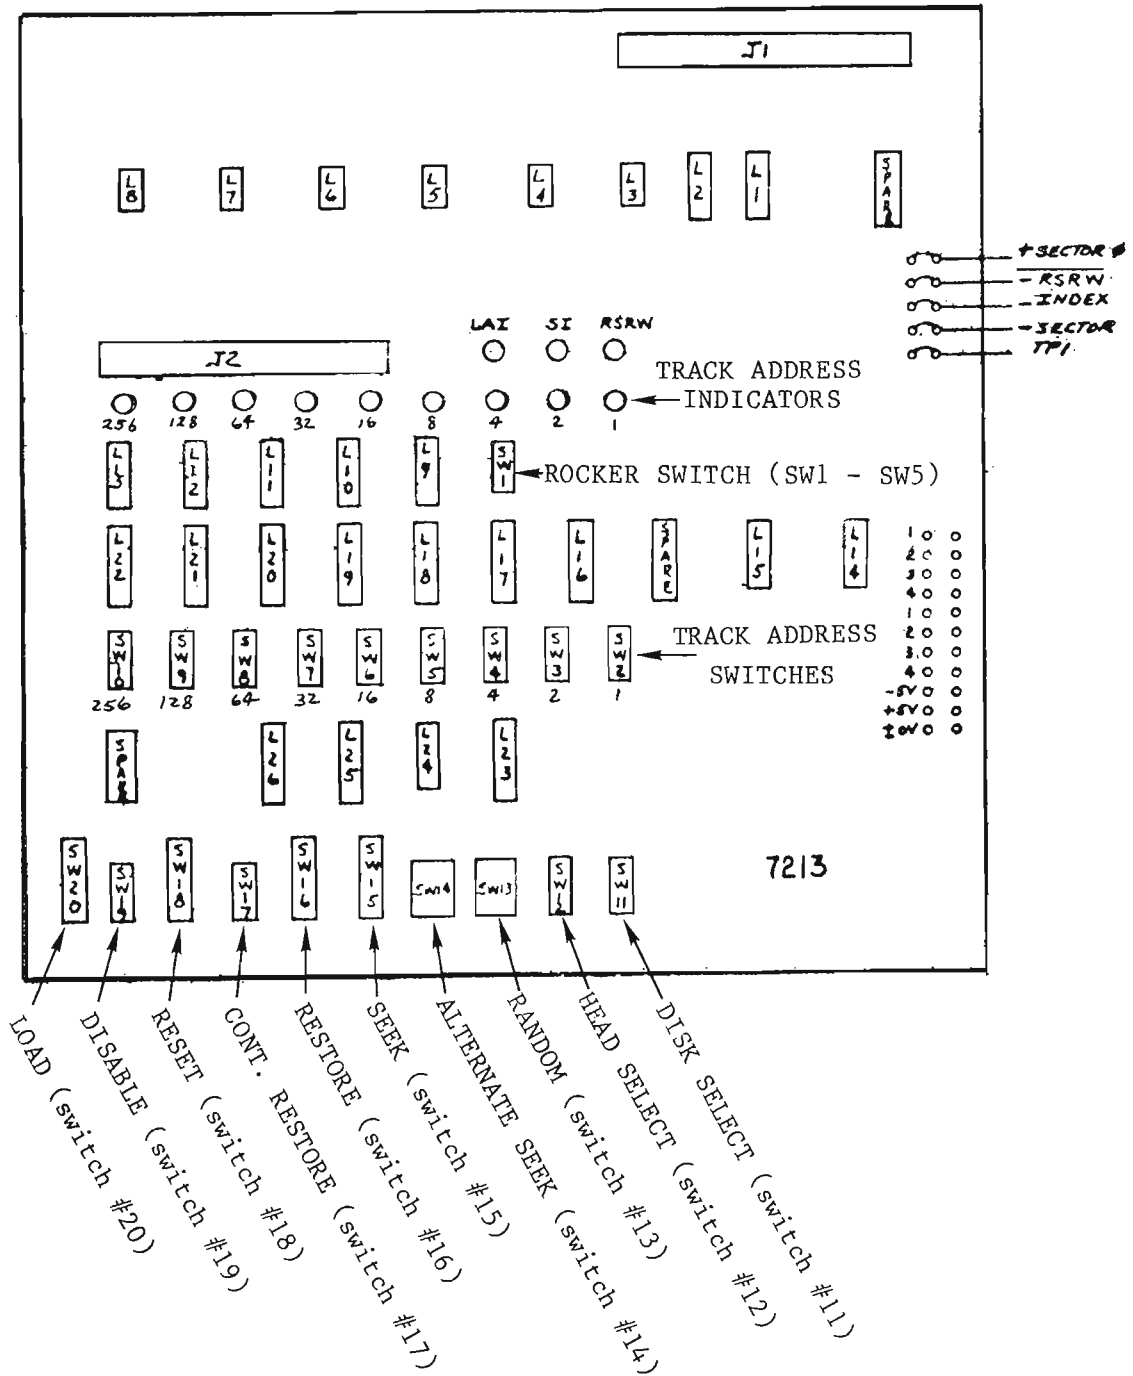 J1
L8 L7 L6 L5 L4 L3 L2 L1 SPARE
+ SECTOR Ø
- RSRW
- INDEX
- SECTOR
TP1
LAI SI RSRW
J2
TRACK ADDRESS
INDICATORS
256 128 64 32 16 8 4 2 1
L13 L12 L11 L10 L9 SW1
ROCKER SWITCH (SW1 - SW5)
L22 L21 L20 L19 L18 L17 L16 SPARE L15 L14
1
2
3
4
1
2
3
4
-5V
+5V
±0V
SW10 SW9 SW8 SW7 SW6 SW5 SW4 SW3 SW2
TRACK ADDRESS
SWITCHES
256 128 64 32 16 8 4 2 1
SPARE L26 L25 L24 L23
7213
SW20 SW19 SW18 SW17 SW16 SW15 SW14 SW13 SW12 SW11
LOAD (switch #20)
DISABLE (switch #19)
RESET (switch #18)
CONT. RESTORE (switch #17)
RESTORE (switch #16)
SEEK (switch #15)
ALTERNATE SEEK (switch #14)
RANDOM (switch #13)
HEAD SELECT (switch #12)
DISK SELECT (switch #11)